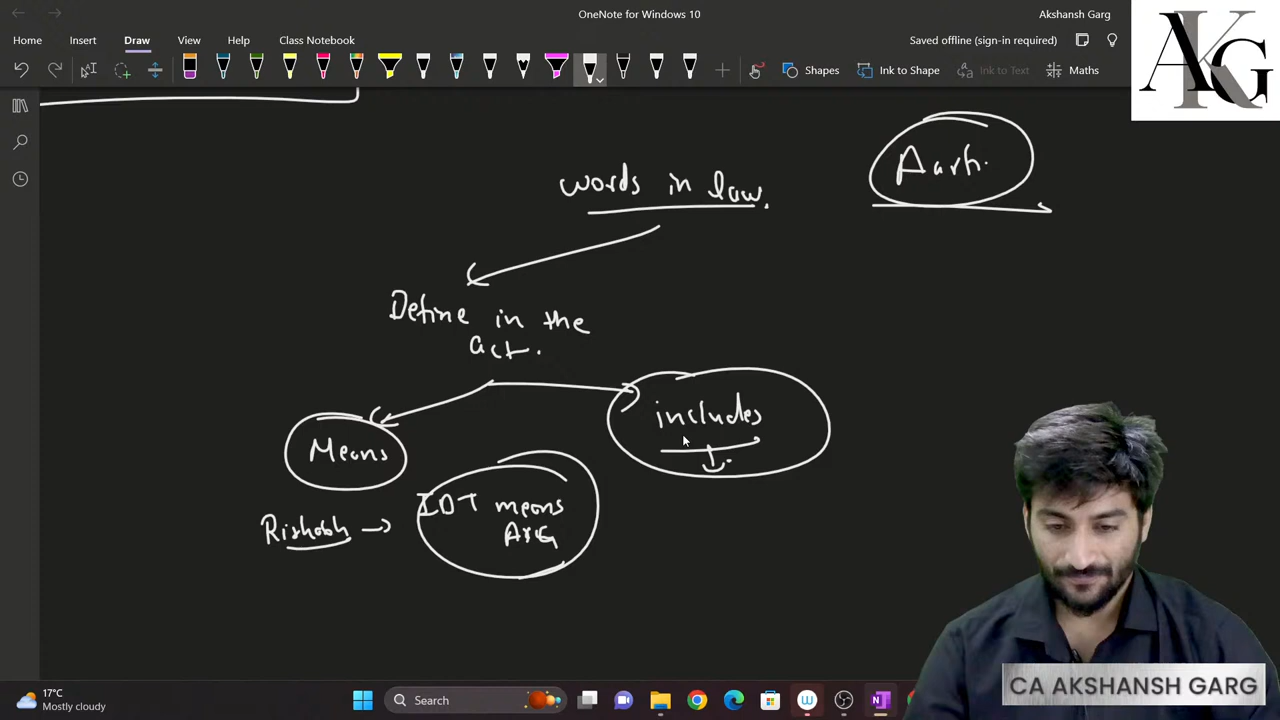 OneNote for Windows 10
Akshansh Garg
Home Insert Draw View Help Class Notebook
Saved offline (sign-in required)
Shapes Ink to Shape Ink to Text Maths
AKG
words in law.
Define in the
act.
Means
includes
Rishabh → IDT means
AKG
17°C
Mostly cloudy
Search
CA AKSHANSH GARG